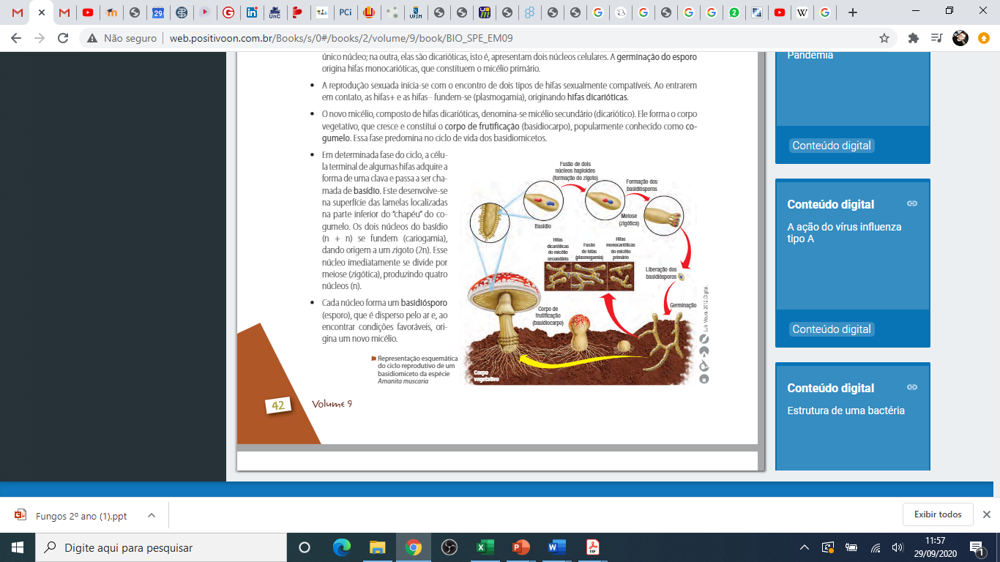 Não seguro
web.positivoon.com.br/Books/s/0#/books/2/volume/9/book/BIO_SPE_EM09
único núcleo; na outra, elas são dicarióticas, isto é, apresentam dois núcleos celulares. A germinação do esporo
origina hifas monocarióticas, que constituem o micélio primário.
• A reprodução sexuada inicia-se com o encontro de dois tipos de hifas sexualmente compatíveis. Ao entrarem
em contato, as hifas+ e as hifas– fundem-se (plasmogamia), originando hifas dicarióticas.
• O novo micélio, composto de hifas dicarióticas, denomina-se micélio secundário (dicariótico). Ele forma o corpo
vegetativo, que cresce e constitui o corpo de frutificação (basidiocarpo), popularmente conhecido como co-
gumelo. Essa fase predomina no ciclo de vida dos basidiomicetos.
• Em determinada fase do ciclo, a célu-
la terminal de algumas hifas adquire a
forma de uma clava e passa a ser cha-
mada de basídio. Este desenvolve-se
na superfície das lamelas localizadas
na parte inferior do "chapéu" do co-
gumelo. Os dois núcleos do basídio
(n + n) se fundem (cariogamia),
dando origem a um zigoto (2n). Esse
núcleo imediatamente se divide por
meiose (zigótica), produzindo quatro
núcleos (n).
• Cada núcleo forma um basidiósporo
(esporo), que é disperso pelo ar e, ao
encontrar condições favoráveis, ori-
gina um novo micélio.
Fusão de dois
núcleos haploides
(formação do zigoto)
Formação dos
basidiósporos
Basídio
Meiose
(zigótica)
Hifas
dicarióticas
do micélio
secundário
Fusão
de hifas
(plasmogamia)
Hifas
monocarióticas
do micélio
primário
Liberação dos
basidiósporos
Germinação
Corpo de
frutificação
(basidiocarpo)
Corpo
vegetativo
Luis Moura. 2012. Digital.
Representação esquemática
do ciclo reprodutivo de um
basidiomiceto da espécie
Amanita muscaria
42
Volume 9
Pandemia
Conteúdo digital
Conteúdo digital
A ação do vírus influenza
tipo A
Conteúdo digital
Conteúdo digital
Estrutura de uma bactéria
Fungos 2º ano (1).ppt
Exibir todos
Digite aqui para pesquisar
11:57
29/09/2020
1